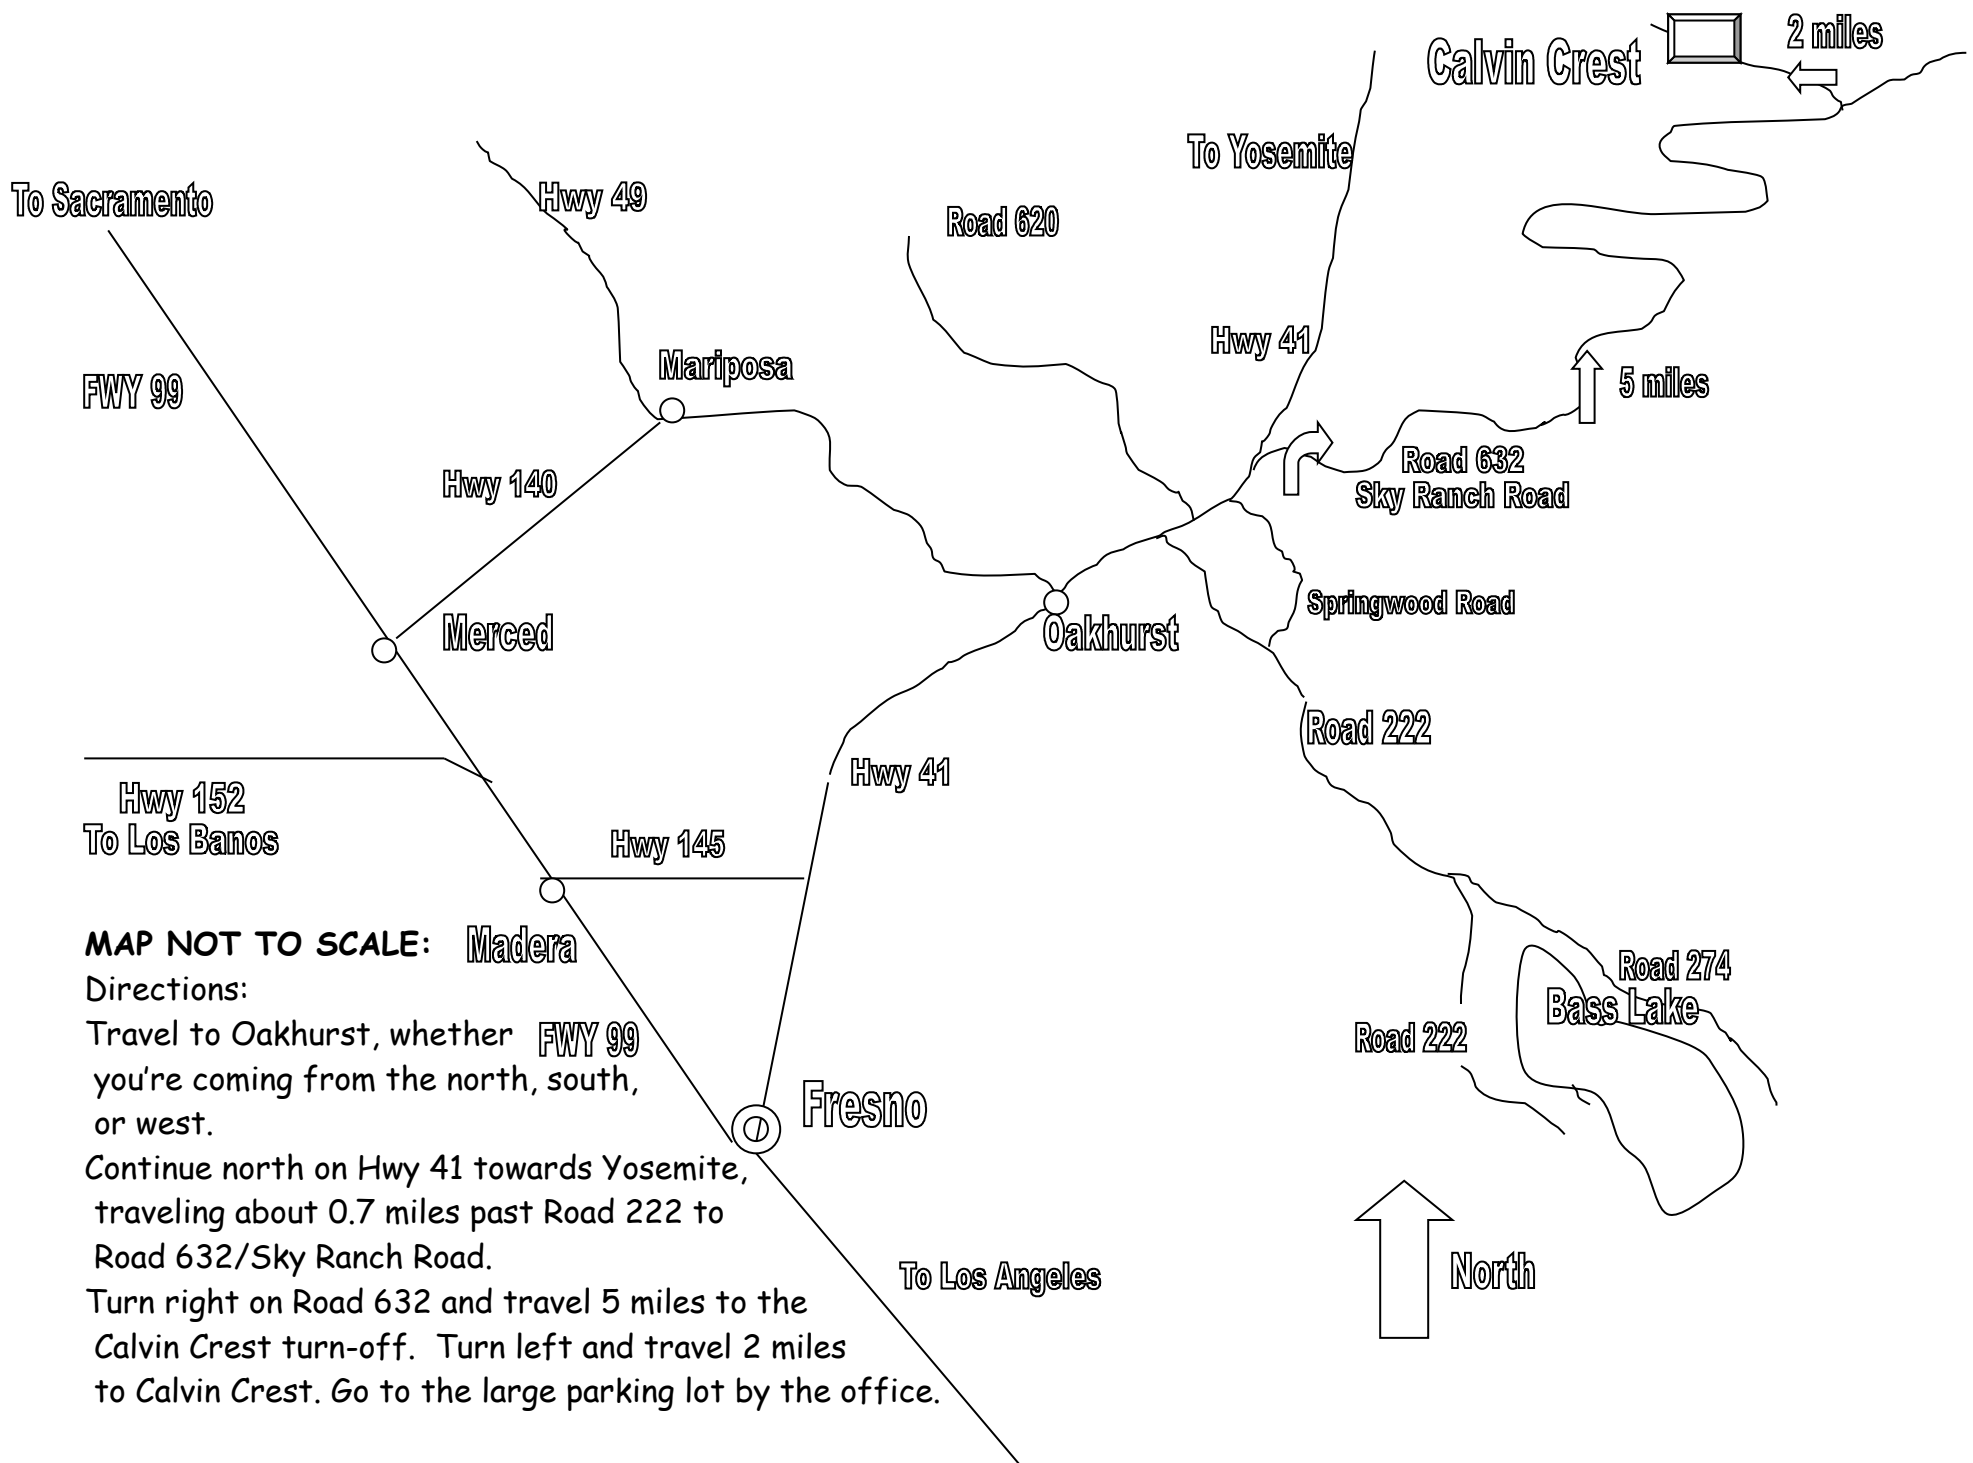 Calvin Crest
2 miles
To Yosemite
To Sacramento
Hwy 49
Road 620
Hwy 41
Mariposa
FWY 99
5 miles
Road 632
Sky Ranch Road
Hwy 140
Springwood Road
Merced
Oakhurst
Road 222
Hwy 41
Hwy 152
To Los Banos
Hwy 145
Madera
Road 274
Bass Lake
Road 222
FWY 99
Fresno
MAP NOT TO SCALE:
Directions:
Travel to Oakhurst, whether
you’re coming from the north, south,
or west.
Continue north on Hwy 41 towards Yosemite,
traveling about 0.7 miles past Road 222 to
Road 632/Sky Ranch Road.
Turn right on Road 632 and travel 5 miles to the
Calvin Crest turn-off.  Turn left and travel 2 miles
to Calvin Crest. Go to the large parking lot by the office.
To Los Angeles
North